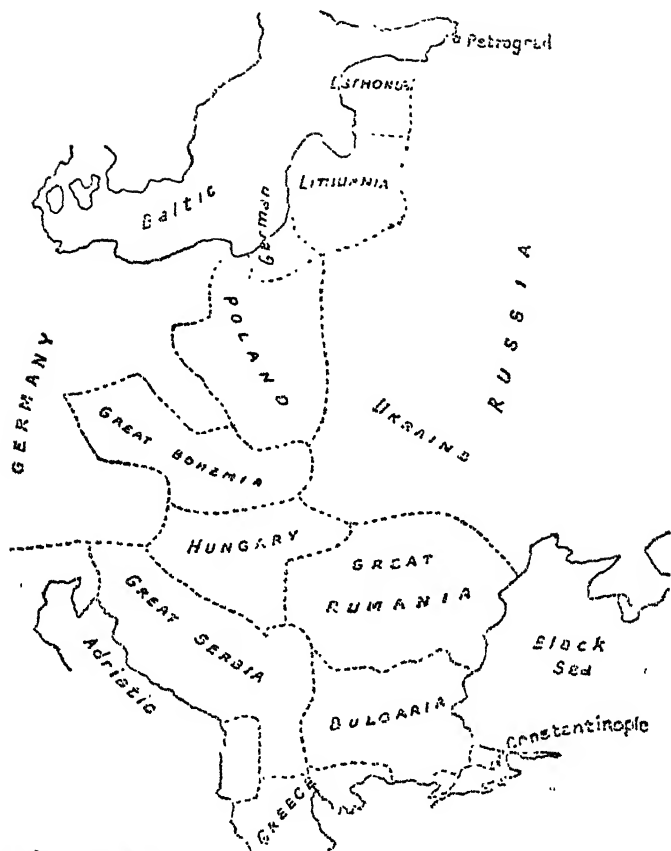 Petrograd
ESTHONIA
LITHUANIA
Baltic
German
RUSSIA
POLAND
GERMANY
UKRAINE
GREAT BOHEMIA
HUNGARY
GREAT
RUMANIA
GREAT SERBIA
Black
Sea
Adriatic
BULGARIA
Constantinople
GREECE